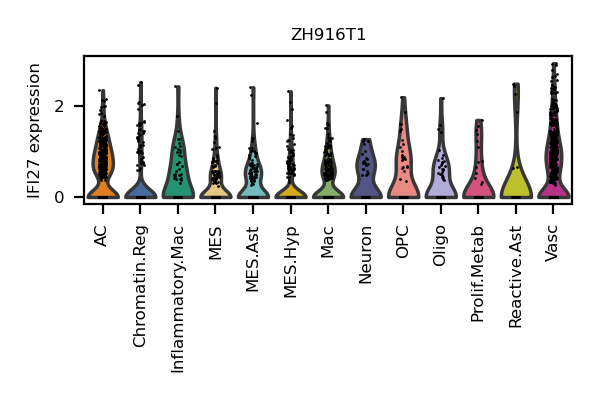 ZH916T1
IFI27 expression
2
0
AC
Chromatin.Reg
Inflammatory.Mac
MES
MES.Ast
MES.Hyp
Mac
Neuron
OPC
Oligo
Prolif.Metab
Reactive.Ast
Vasc